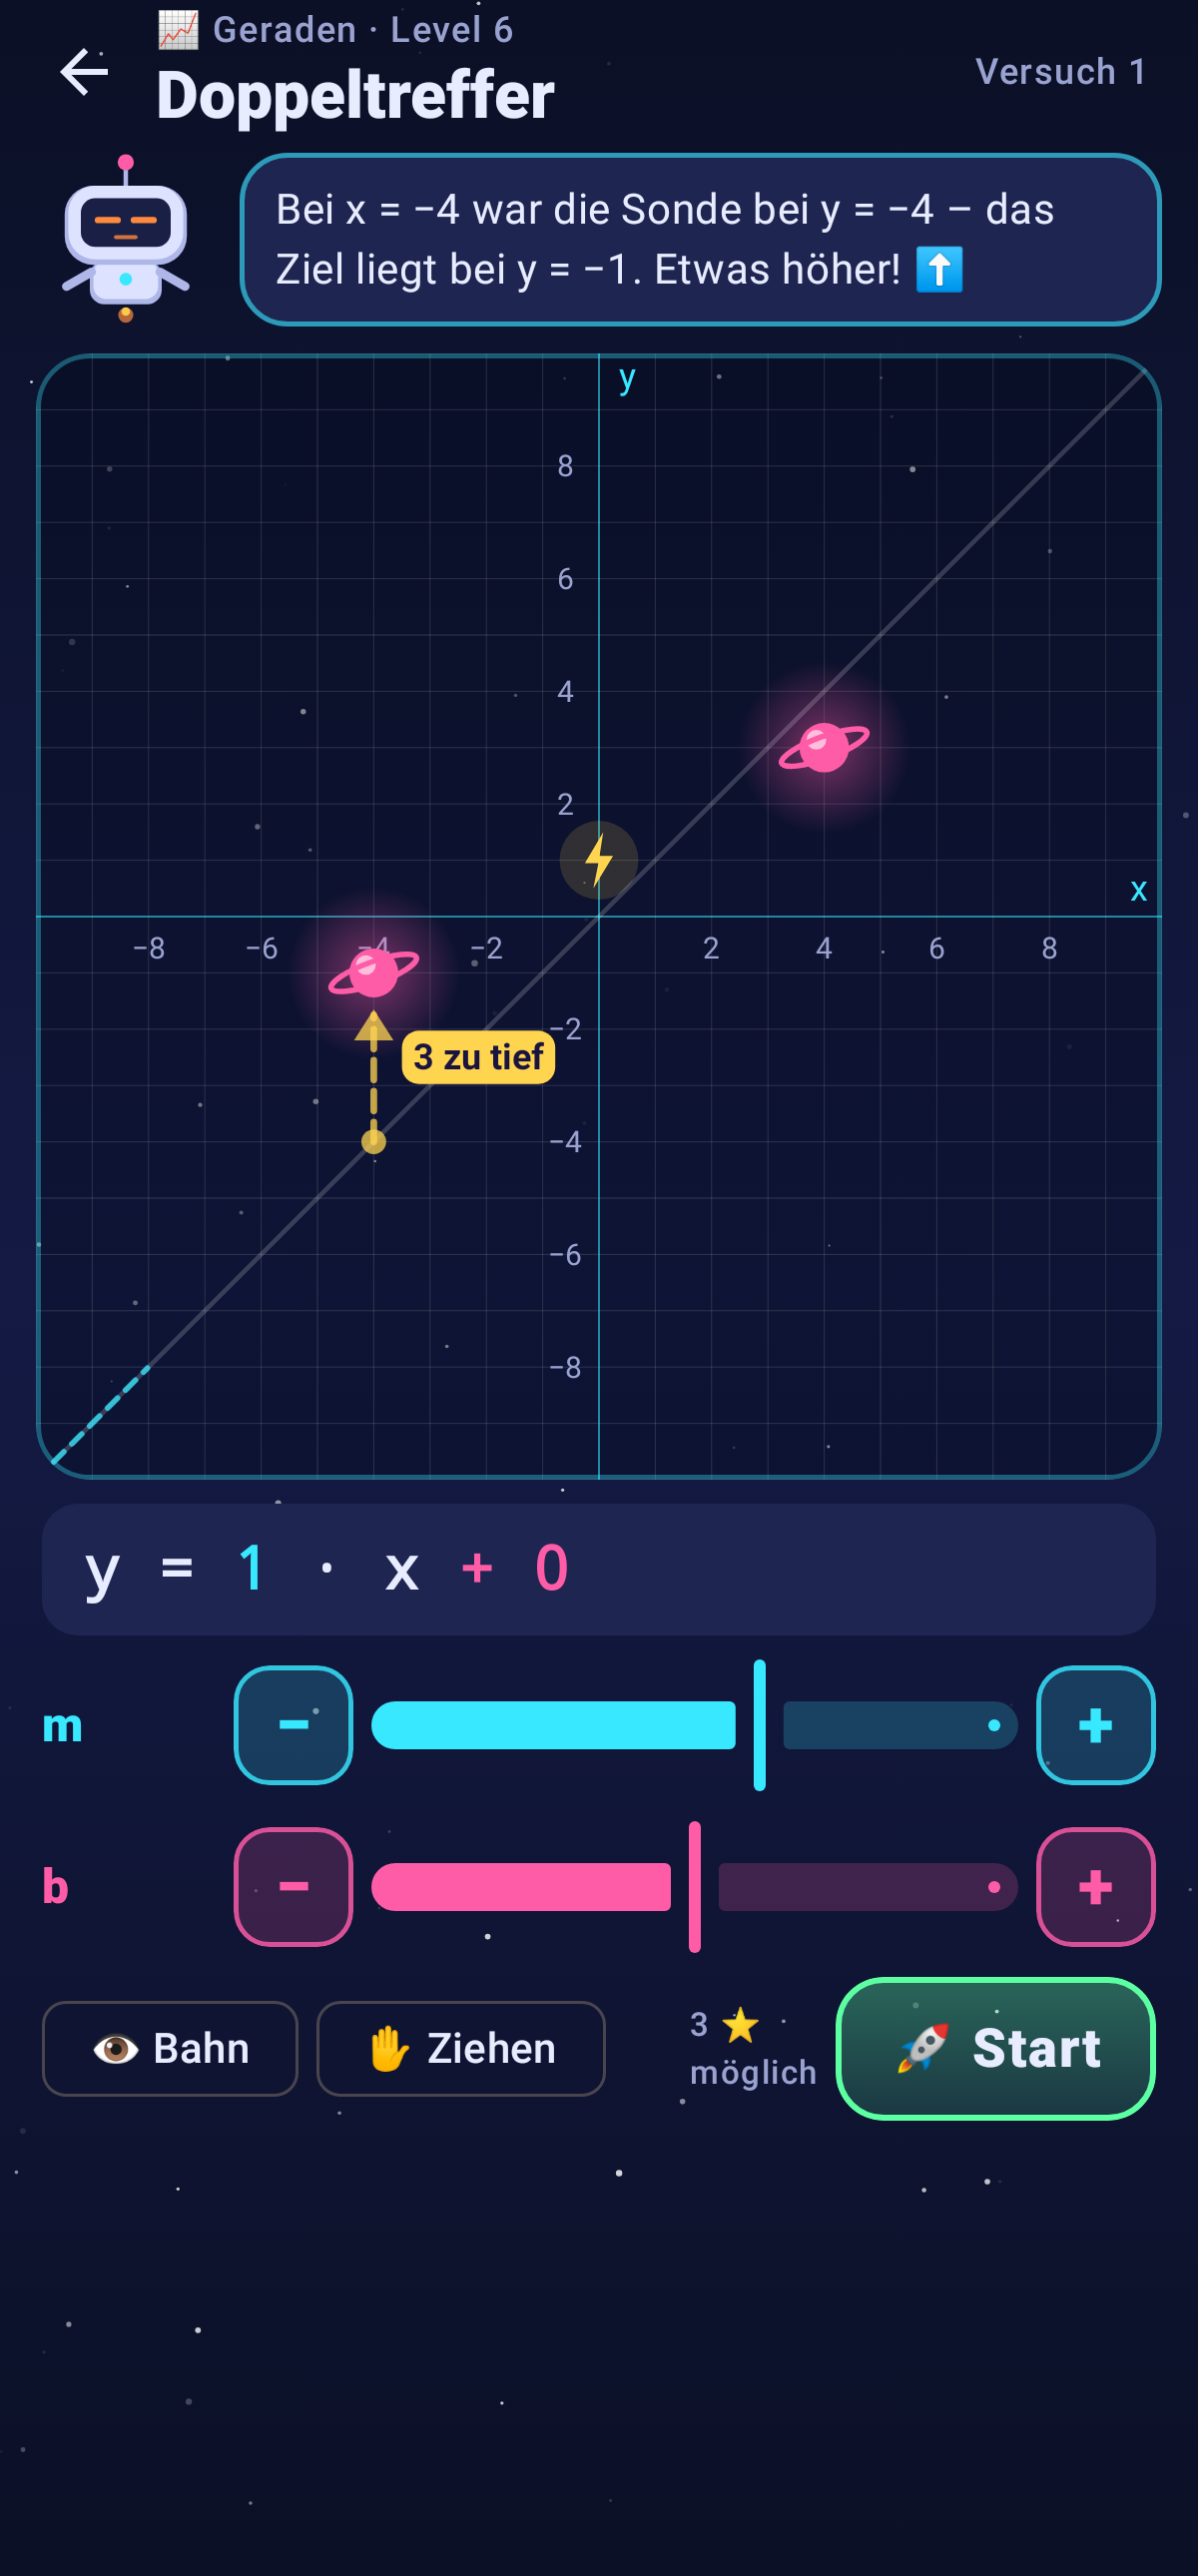 📈 Geraden · Level 6
Doppeltreffer
Versuch 1
Bei x = −4 war die Sonde bei y = −4 – das
Ziel liegt bei y = −1. Etwas höher! ⬆️
y
8
6
4
2
x
−8 −6 −4 −2 2 4 6 8
−2
3 zu tief
−4
−6
−8
y = 1 · x + 0
m − +
b − +
👁️ Bahn
✋ Ziehen
3 ⭐ ·
möglich
🚀 Start